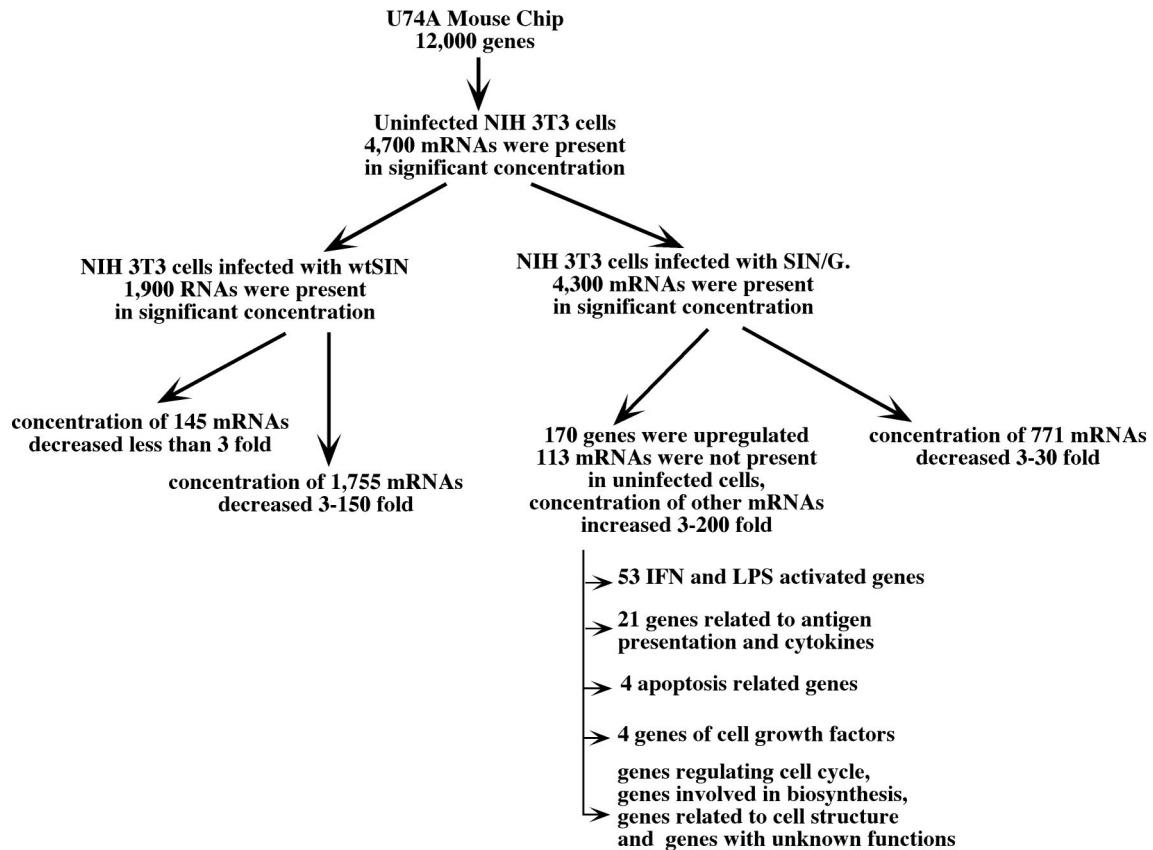 U74A Mouse Chip
12,000 genes
Uninfected NIH 3T3 cells
4,700 mRNAs were present
in significant concentration
NIH 3T3 cells infected with wtSIN
1,900 RNAs were present
in significant concentration
NIH 3T3 cells infected with SIN/G.
4,300 mRNAs were present
in significant concentration
concentration of 145 mRNAs
decreased less than 3 fold
concentration of 1,755 mRNAs
decreased 3-150 fold
170 genes were upregulated
113 mRNAs were not present
in uninfected cells,
concentration of other mRNAs
increased 3-200 fold
concentration of 771 mRNAs
decreased 3-30 fold
53 IFN and LPS activated genes
21 genes related to antigen
presentation and cytokines
4 apoptosis related genes
4 genes of cell growth factors
genes regulating cell cycle,
genes involved in biosynthesis,
genes related to cell structure
and genes with unknown functions